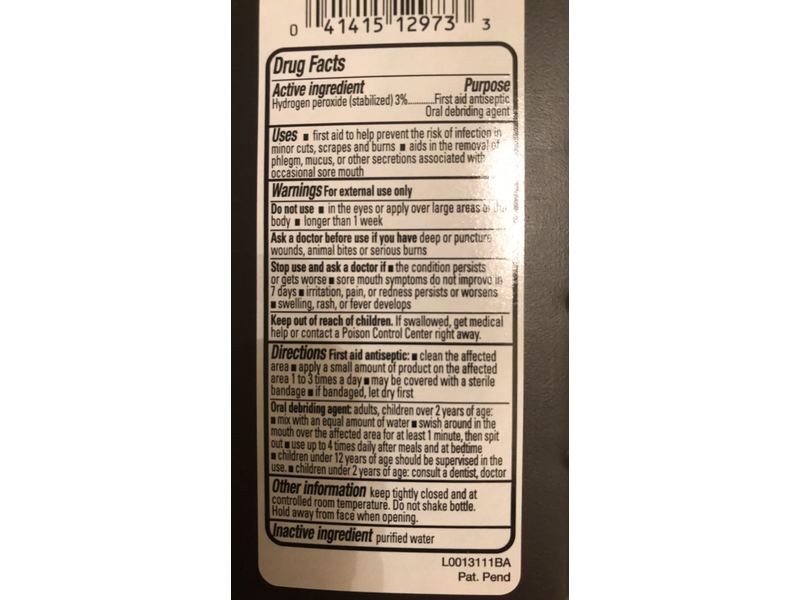 0 41415 12973 3
Drug Facts
Active ingredient Purpose
Hydrogen peroxide (stabilized) 3%............First aid antiseptic
Oral debriding agent
Uses ■ first aid to help prevent the risk of infection in
minor cuts, scrapes and burns ■ aids in the removal of
phlegm, mucus, or other secretions associated with
occasional sore mouth
Warnings For external use only
Do not use ■ in the eyes or apply over large areas of the
body ■ longer than 1 week
Ask a doctor before use if you have deep or puncture
wounds, animal bites or serious burns
Stop use and ask a doctor if ■ the condition persists
or gets worse ■ sore mouth symptoms do not improve in
7 days ■ irritation, pain, or redness persists or worsens
■ swelling, rash, or fever develops
Keep out of reach of children. If swallowed, get medical
help or contact a Poison Control Center right away.
Directions First aid antiseptic: ■ clean the affected
area ■ apply a small amount of product on the affected
area 1 to 3 times a day ■ may be covered with a sterile
bandage ■ if bandaged, let dry first
Oral debriding agent: adults, children over 2 years of age:
■ mix with an equal amount of water ■ swish around in the
mouth over the affected area for at least 1 minute, then spit
out ■ use up to 4 times daily after meals and at bedtime
■ children under 12 years of age should be supervised in the
use. ■ children under 2 years of age: consult a dentist, doctor
Other information keep tightly closed and at
controlled room temperature. Do not shake bottle.
Hold away from face when opening.
Inactive ingredient purified water
L0013111BA
Pat. Pend